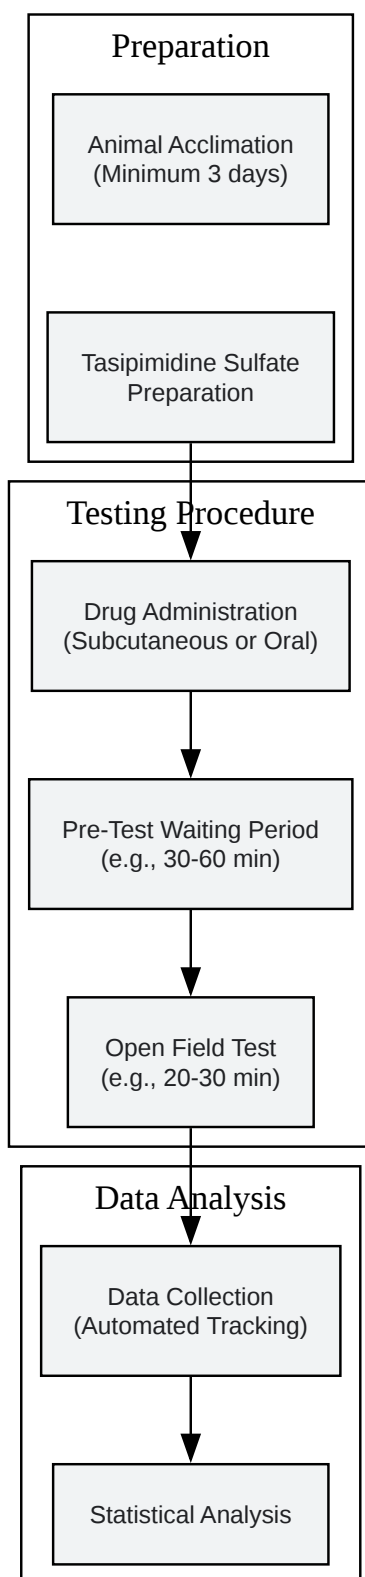 Preparation
Animal Acclimation
(Minimum 3 days)
Tasipimidine Sulfate
Preparation
Testing Procedure
Drug Administration
(Subcutaneous or Oral)
Pre-Test Waiting Period
(e.g., 30-60 min)
Open Field Test
(e.g., 20-30 min)
Data Analysis
Data Collection
(Automated Tracking)
Statistical Analysis